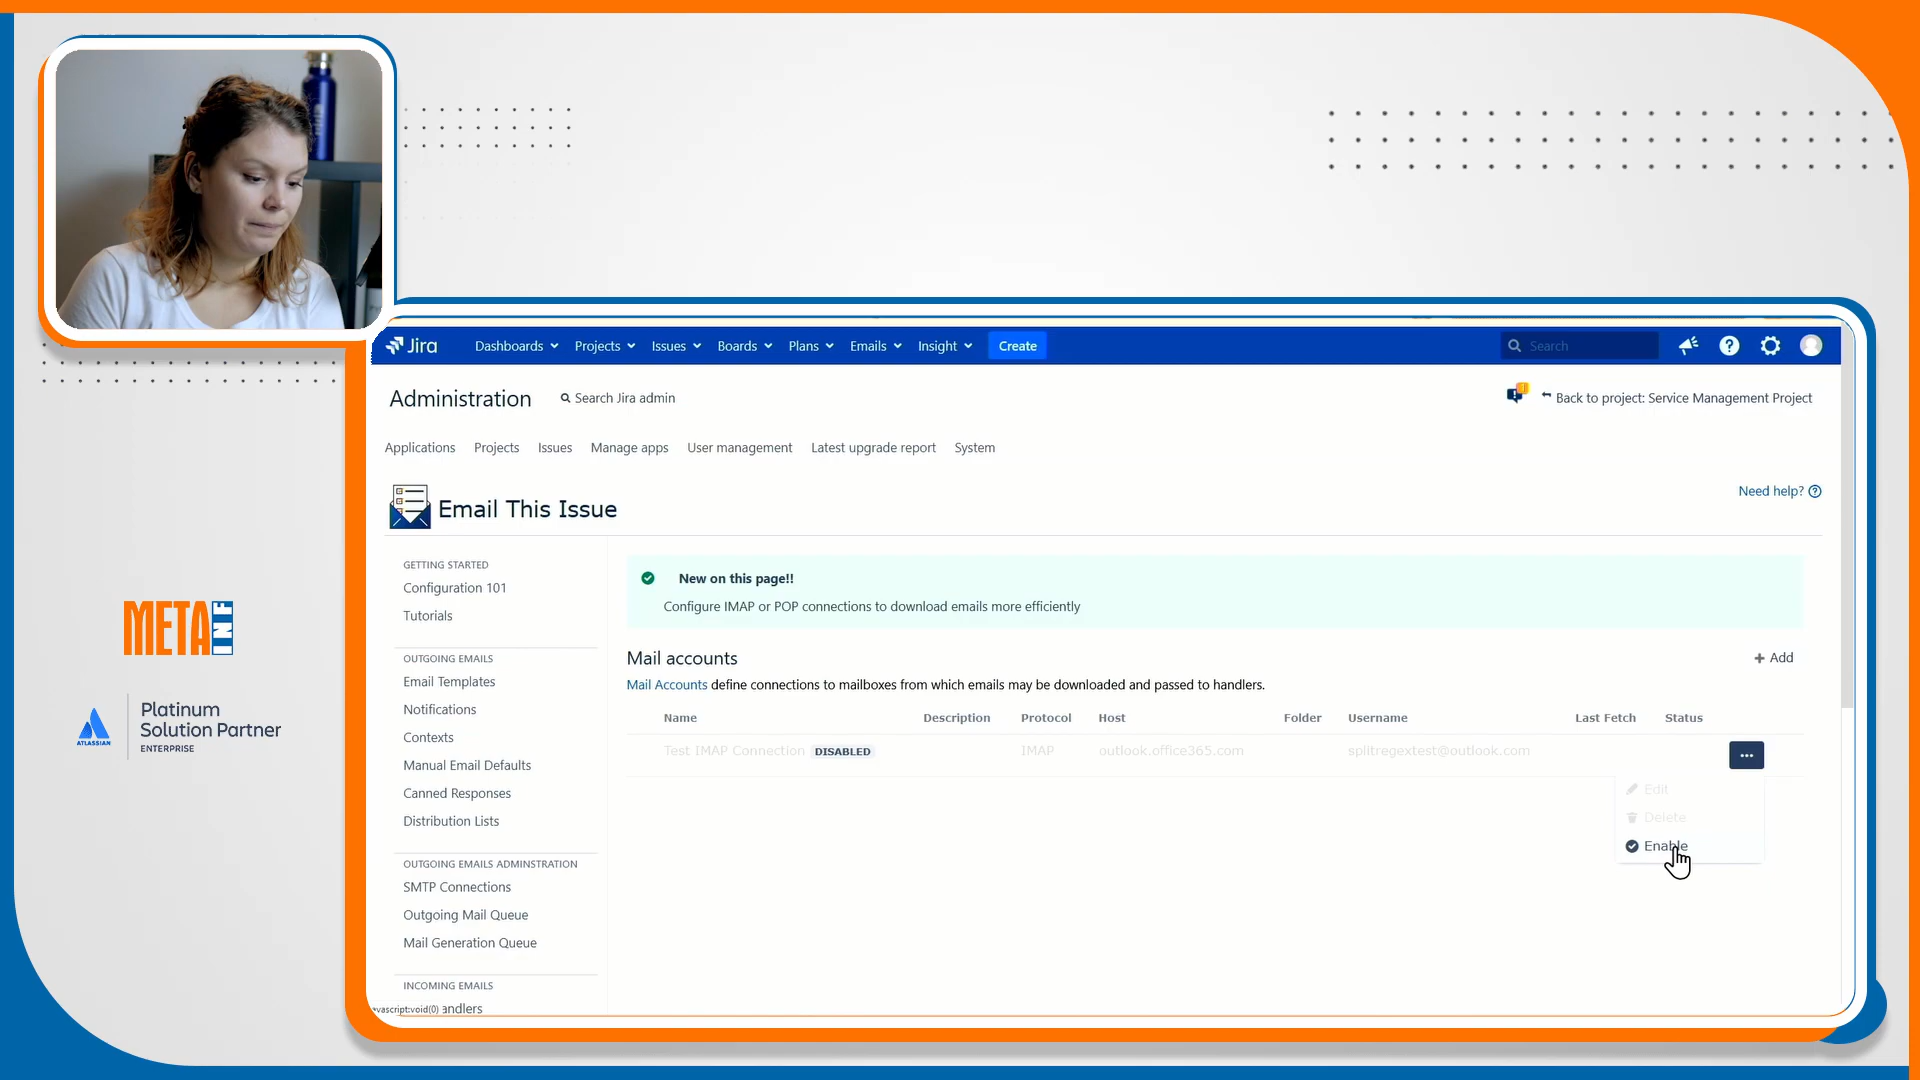 Jira
Dashboards Projects Issues Boards Plans Emails Insight Create Search
Administration
Search Jira admin
Back to project: Service Management Project
Applications Projects Issues Manage apps User management Latest upgrade report System
Email This Issue
Need help?
GETTING STARTED
Configuration 101
Tutorials
OUTGOING EMAILS
Email Templates
Notifications
Contexts
Manual Email Defaults
Canned Responses
Distribution Lists
OUTGOING EMAILS ADMINSTRATION
SMTP Connections
Outgoing Mail Queue
Mail Generation Queue
INCOMING EMAILS
andlers
vascript:void(0)
New on this page!!
Configure IMAP or POP connections to download emails more efficiently
Mail accounts
+ Add
Mail Accounts define connections to mailboxes from which emails may be downloaded and passed to handlers.
Name Description Protocol Host Folder Username Last Fetch Status
Test IMAP Connection DISABLED IMAP outlook.office365.com splitregextest@outlook.com
Edit
Delete
Enable
META INF
ATLASSIAN
Platinum
Solution Partner
ENTERPRISE